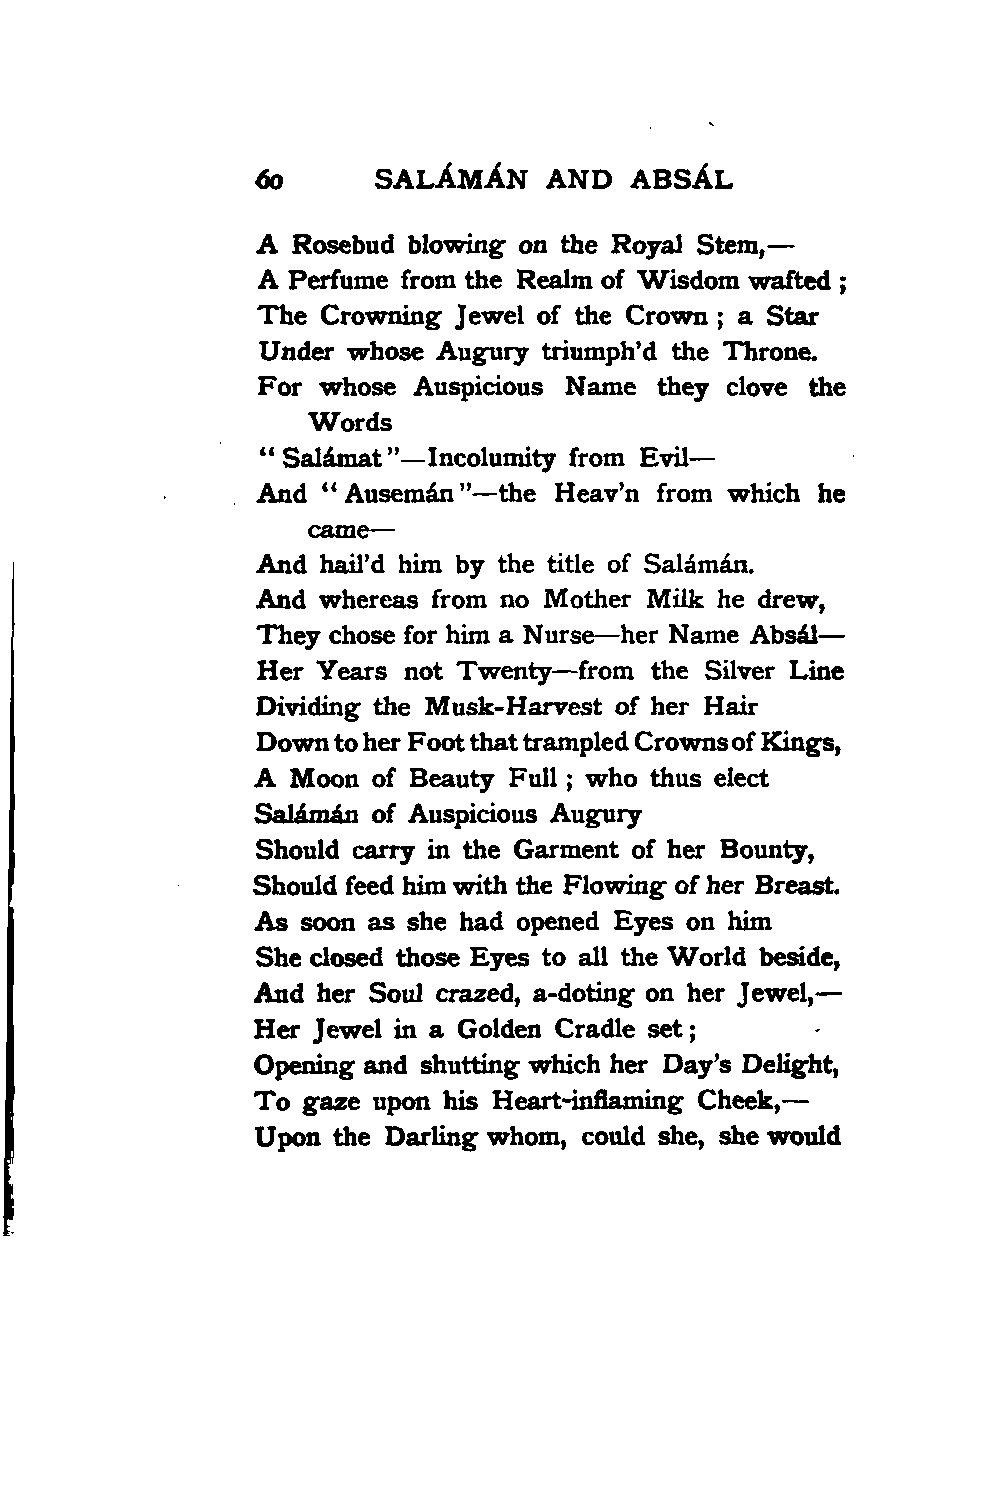 60 SALÁMÁN AND ABSÁL
A Rosebud blowing on the Royal Stem,—
A Perfume from the Realm of Wisdom wafted ;
The Crowning Jewel of the Crown ; a Star
Under whose Augury triumph'd the Throne.
For whose Auspicious Name they clove the
Words
“ Salámat ”—Incolumity from Evil—
And “ Ausemán ”—the Heav'n from which he
came—
And hail'd him by the title of Salámán.
And whereas from no Mother Milk he drew,
They chose for him a Nurse—her Name Absál—
Her Years not Twenty—from the Silver Line
Dividing the Musk-Harvest of her Hair
Down to her Foot that trampled Crowns of Kings,
A Moon of Beauty Full ; who thus elect
Salámán of Auspicious Augury
Should carry in the Garment of her Bounty,
Should feed him with the Flowing of her Breast.
As soon as she had opened Eyes on him
She closed those Eyes to all the World beside,
And her Soul crazed, a-doting on her Jewel,—
Her Jewel in a Golden Cradle set ;
Opening and shutting which her Day's Delight,
To gaze upon his Heart-inflaming Cheek,—
Upon the Darling whom, could she, she would